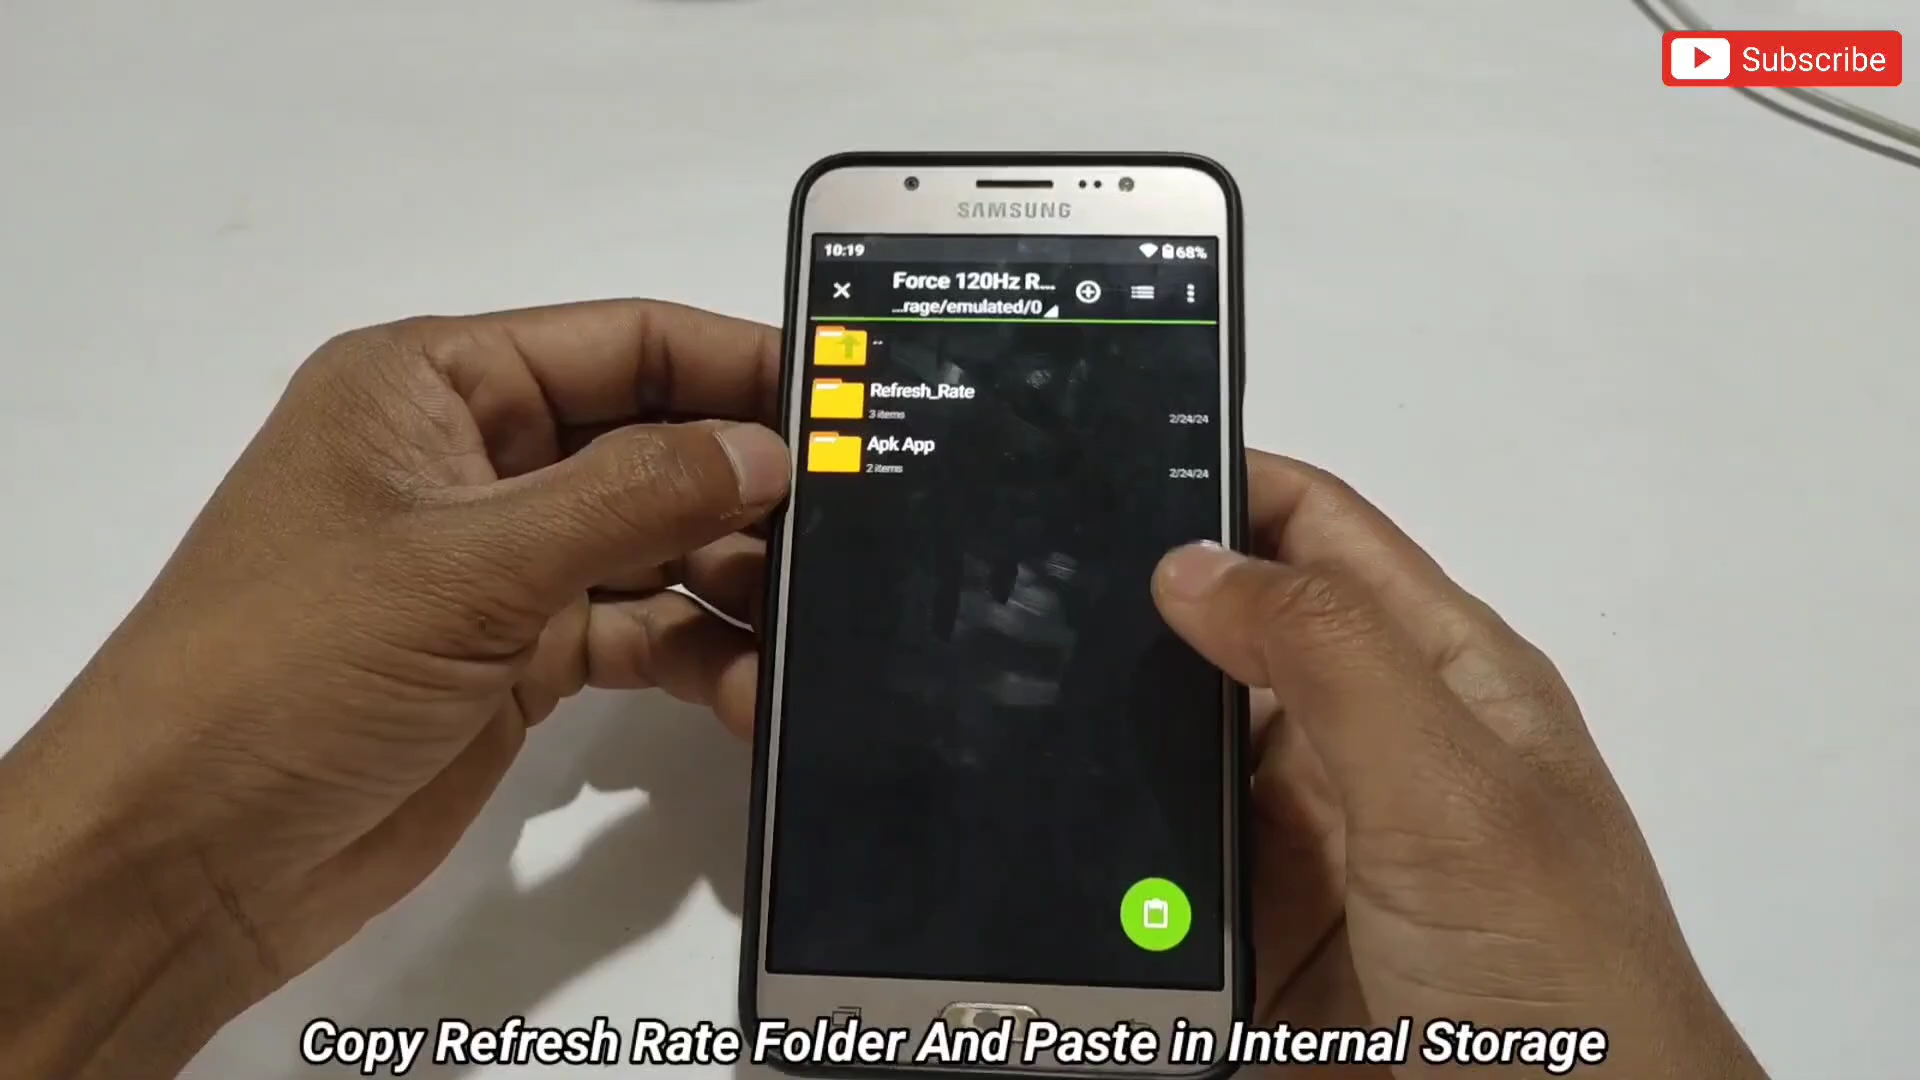 Subscribe
SAMSUNG
10:19
68%
Force 120Hz R...
...rage/emulated/0
..
Refresh_Rate
3 items
2/24/24
Apk App
2 items
2/24/24
Copy Refresh Rate Folder And Paste in Internal Storage